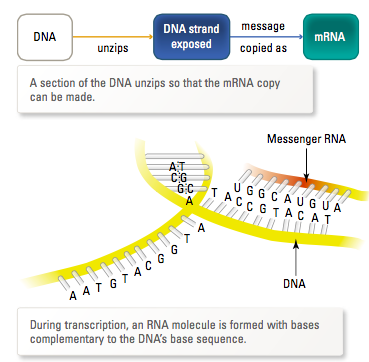 DNA
unzips
DNA strand
exposed
message
copied as
mRNA
A section of the DNA unzips so that the mRNA copy
can be made.
Messenger RNA
A:T
C:G
G:C
A
T A C C G T A C A T
U G G C A U G U A
A A T G T A C G G T A
DNA
During transcription, an RNA molecule is formed with bases
complementary to the DNA's base sequence.